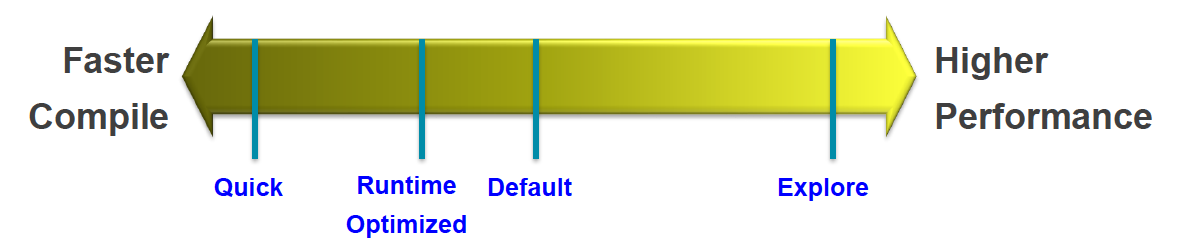 Faster
Compile
Higher
Performance
Quick
Runtime
Optimized
Default
Explore